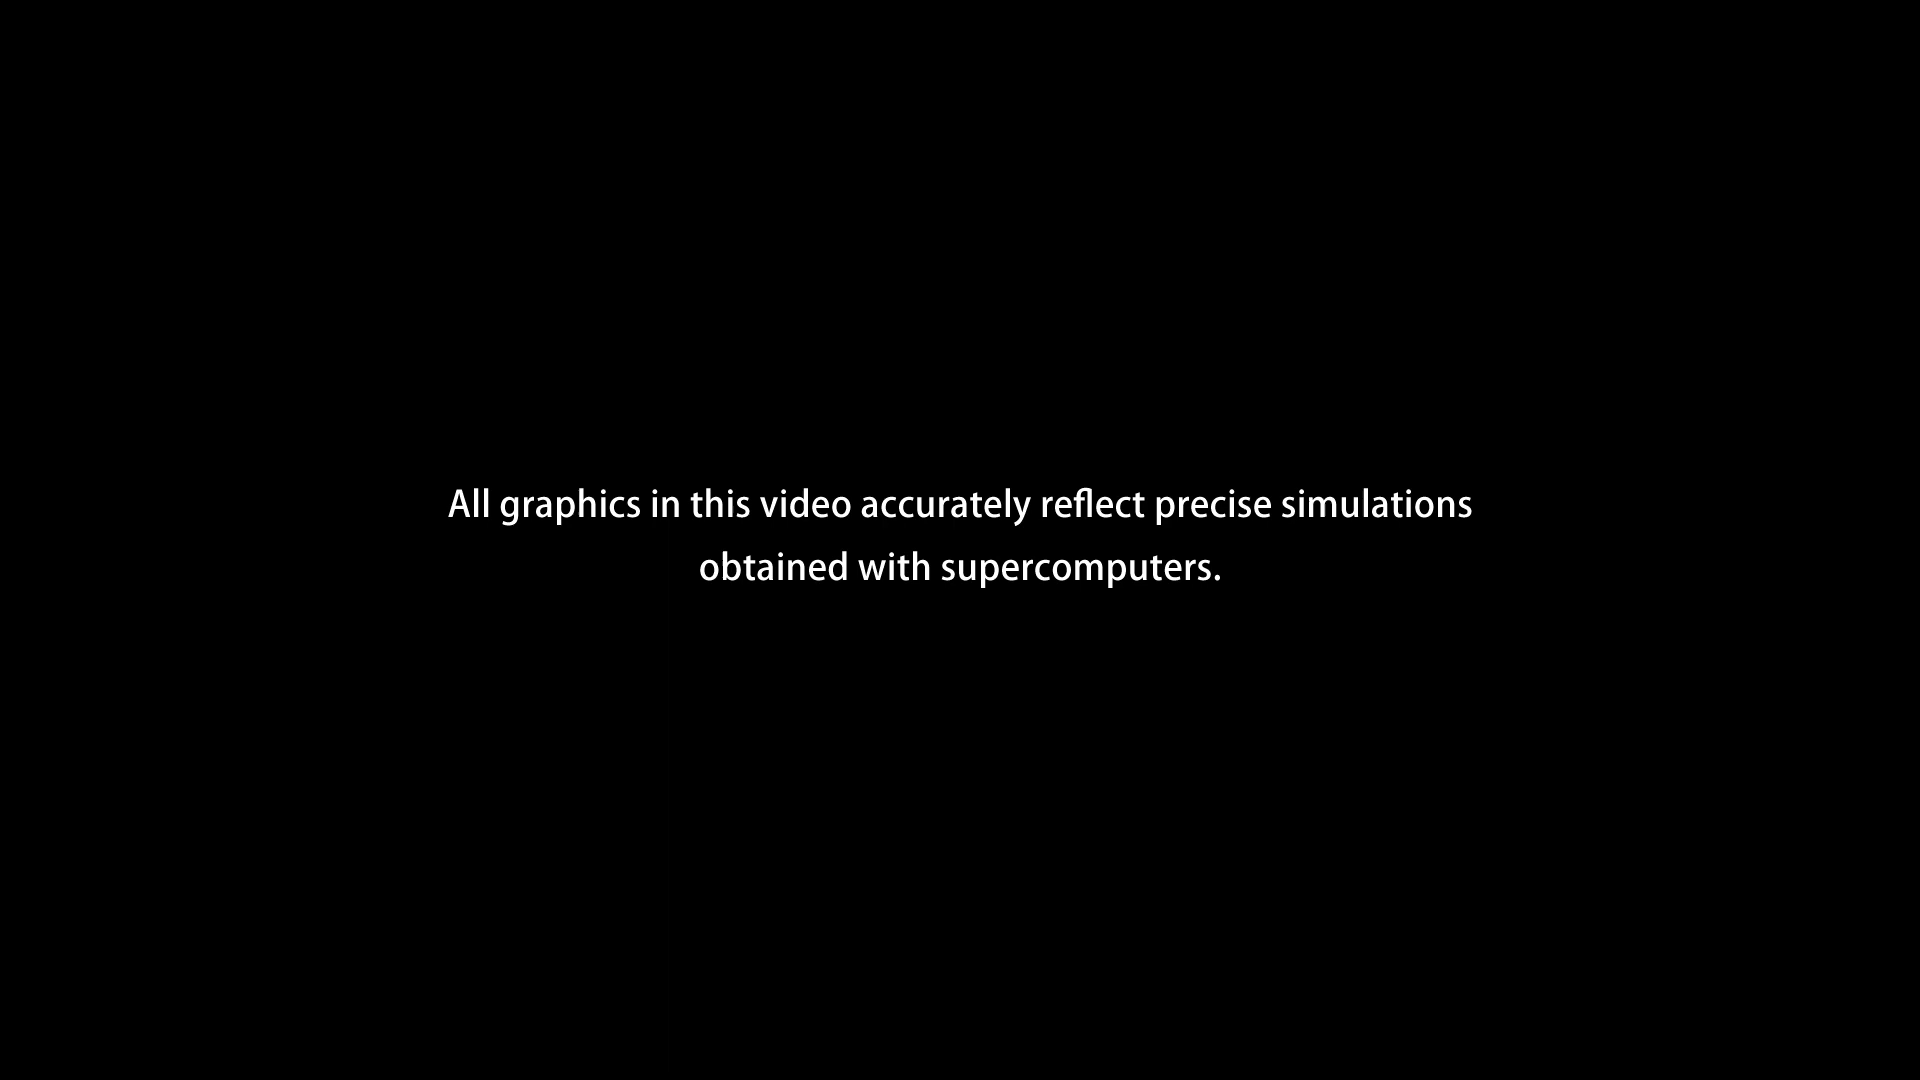 All graphics in this video accurately reflect precise simulations
obtained with supercomputers.